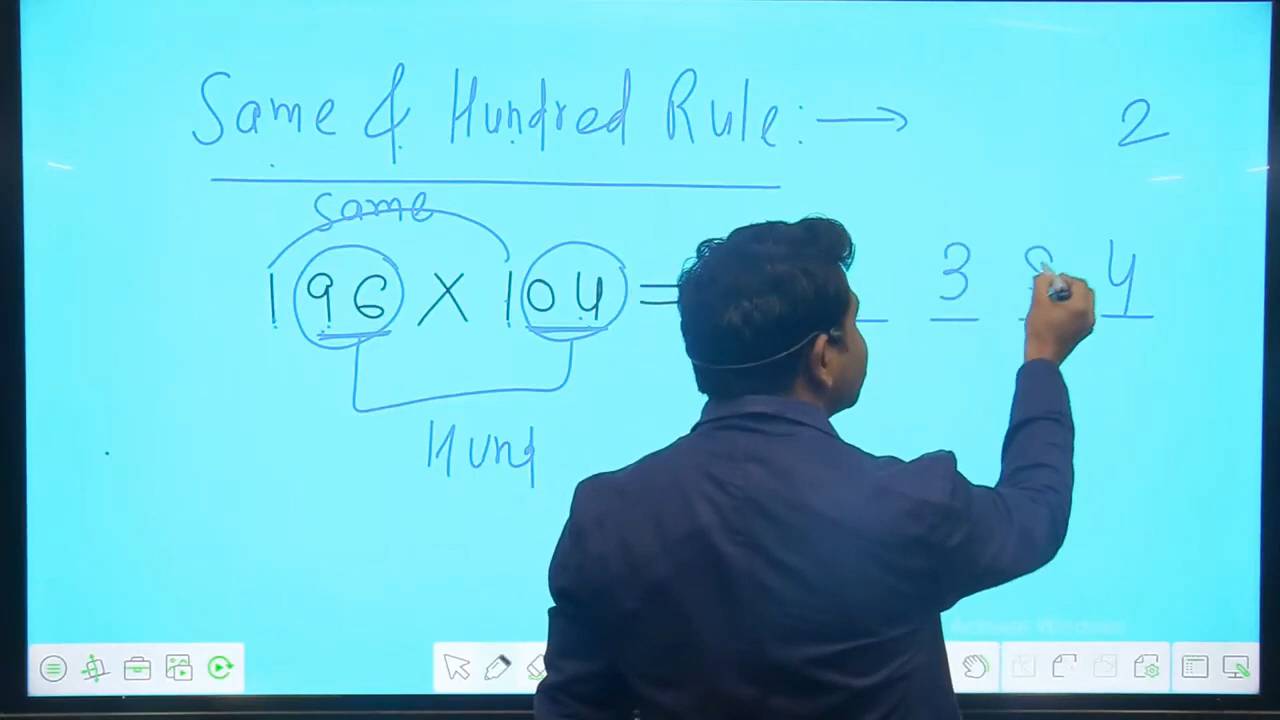 Same & Hundred Rule: → 2
same
196 X 104 = 3 8 4
Hund